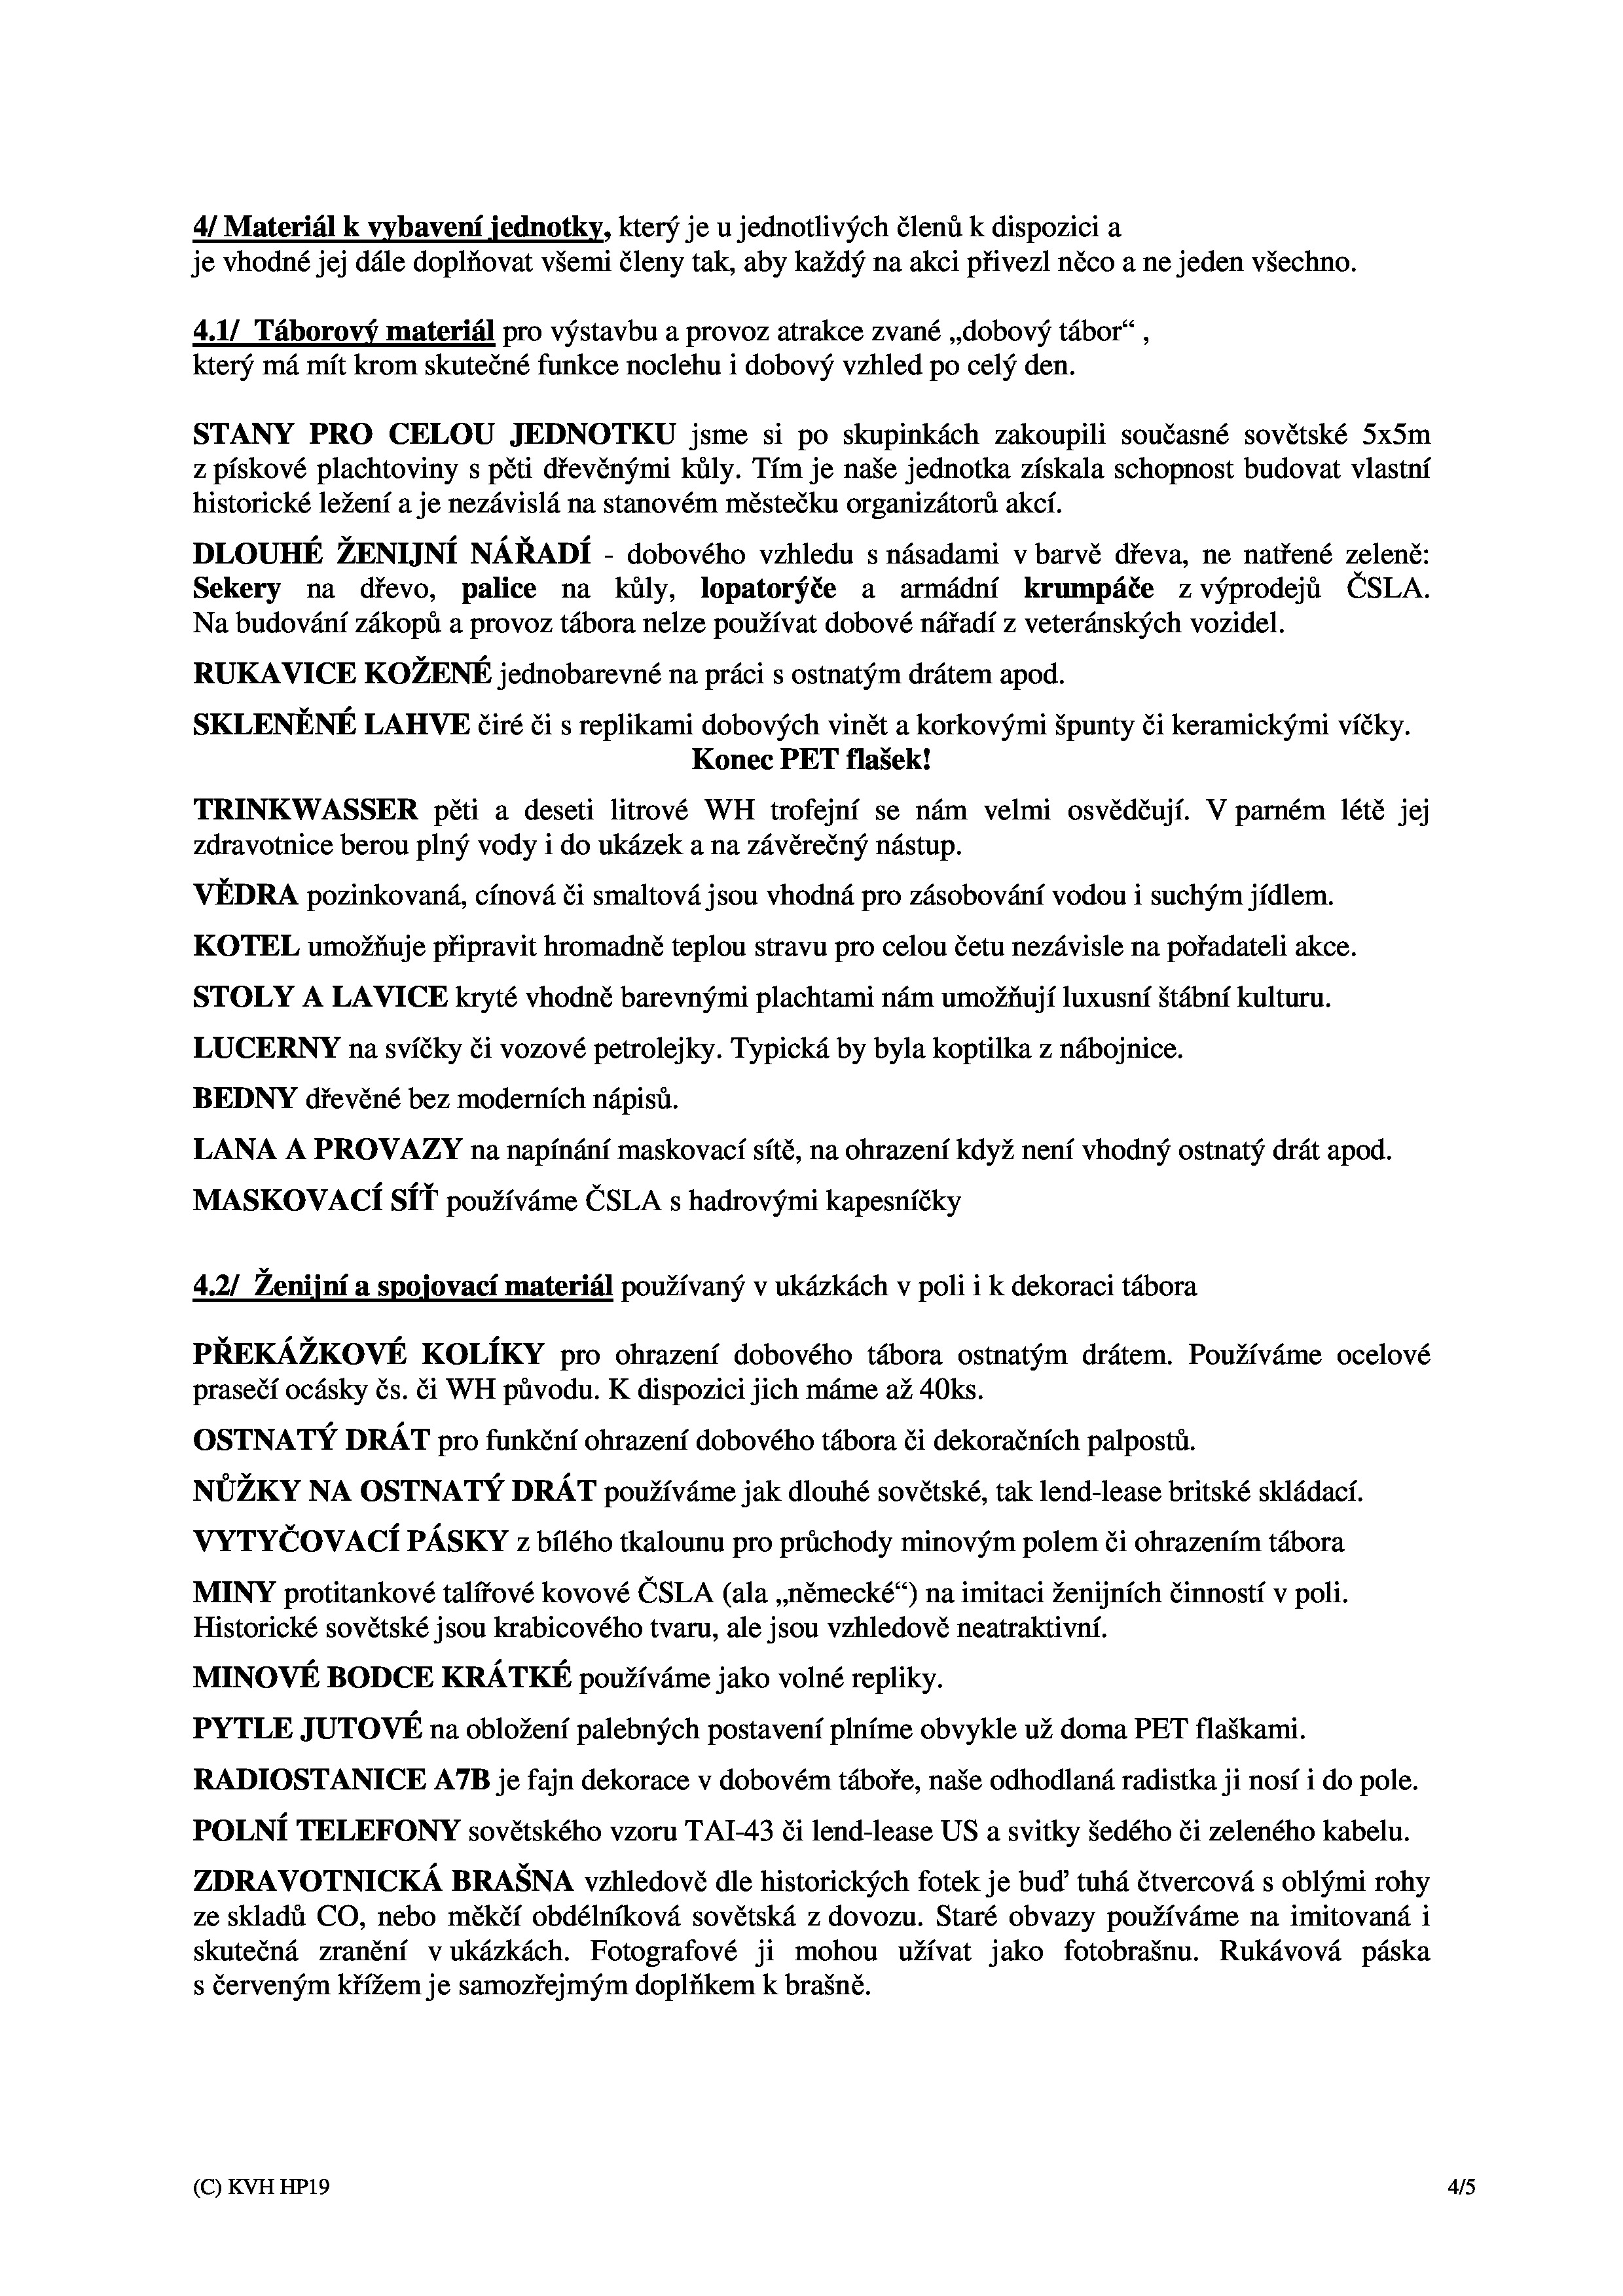 4/ Materiál k vybavení jednotky, který je u jednotlivých členů k dispozici a
je vhodné jej dále doplňovat všemi členy tak, aby každý na akci přivezl něco a ne jeden všechno.
4.1/ Táborový materiál pro výstavbu a provoz atrakce zvané „dobový tábor“ ,
který má mít krom skutečné funkce noclehu i dobový vzhled po celý den.
STANY PRO CELOU JEDNOTKU jsme si po skupinkách zakoupili současné sovětské 5x5m
z pískové plachtoviny s pěti dřevěnými kůly. Tím je naše jednotka získala schopnost budovat vlastní
historické ležení a je nezávislá na stanovém městečku organizátorů akcí.
DLOUHÉ ŽENIJNÍ NÁŘADÍ - dobového vzhledu s násadami v barvě dřeva, ne natřené zeleně:
Sekery na dřevo, palice na kůly, lopatorýče a armádní krumpáče z výprodejů ČSLA.
Na budování zákopů a provoz tábora nelze používat dobové nářadí z veteránských vozidel.
RUKAVICE KOŽENÉ jednobarevné na práci s ostnatým drátem apod.
SKLENĚNÉ LAHVE čiré či s replikami dobových vinět a korkovými špunty či keramickými víčky.
Konec PET flašek!
TRINKWASSER pěti a deseti litrové WH trofejní se nám velmi osvědčují. V parném létě jej
zdravotnice berou plný vody i do ukázek a na závěrečný nástup.
VĚDRA pozinkovaná, cínová či smaltová jsou vhodná pro zásobování vodou i suchým jídlem.
KOTEL umožňuje připravit hromadně teplou stravu pro celou četu nezávisle na pořadateli akce.
STOLY A LAVICE kryté vhodně barevnými plachtami nám umožňují luxusní štábní kulturu.
LUCERNY na svíčky či vozové petrolejky. Typická by byla koptilka z nábojnice.
BEDNY dřevěné bez moderních nápisů.
LANA A PROVAZY na napínání maskovací sítě, na ohrazení když není vhodný ostnatý drát apod.
MASKOVACÍ SÍŤ používáme ČSLA s hadrovými kapesníčky
4.2/ Ženijní a spojovací materiál používaný v ukázkách v poli i k dekoraci tábora
PŘEKÁŽKOVÉ KOLÍKY pro ohrazení dobového tábora ostnatým drátem. Používáme ocelové
prasečí ocásky čs. či WH původu. K dispozici jich máme až 40ks.
OSTNATÝ DRÁT pro funkční ohrazení dobového tábora či dekoračních palpostů.
NŮŽKY NA OSTNATÝ DRÁT používáme jak dlouhé sovětské, tak lend-lease britské skládací.
VYTYČOVACÍ PÁSKY z bílého tkalounu pro průchody minovým polem či ohrazením tábora
MINY protitankové talířové kovové ČSLA (ala „německé“) na imitaci ženijních činností v poli.
Historické sovětské jsou krabicového tvaru, ale jsou vzhledově neatraktivní.
MINOVÉ BODCE KRÁTKÉ používáme jako volné repliky.
PYTLE JUTOVÉ na obložení palebných postavení plníme obvykle už doma PET flaškami.
RADIOSTANICE A7B je fajn dekorace v dobovém táboře, naše odhodlaná radistka ji nosí i do pole.
POLNÍ TELEFONY sovětského vzoru TAI-43 či lend-lease US a svitky šedého či zeleného kabelu.
ZDRAVOTNICKÁ BRAŠNA vzhledově dle historických fotek je buď tuhá čtvercová s oblými rohy
ze skladů CO, nebo měkčí obdélníková sovětská z dovozu. Staré obvazy používáme na imitovaná i
skutečná zranění v ukázkách. Fotografové ji mohou užívat jako fotobrašnu. Rukávová páska
s červeným křížem je samozřejmým doplňkem k brašně.
(C) KVH HP19 4/5